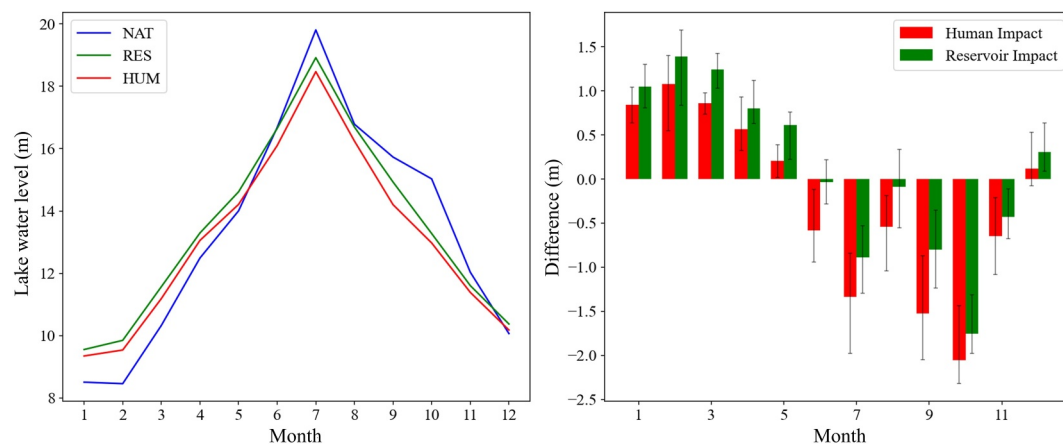 NAT
RES
HUM
Lake water level (m)
20
18
16
14
12
10
8
1 2 3 4 5 6 7 8 9 10 11 12
Month
Human Impact
Reservoir Impact
Difference (m)
1.5
1.0
0.5
0.0
−0.5
−1.0
−1.5
−2.0
−2.5
1 3 5 7 9 11
Month